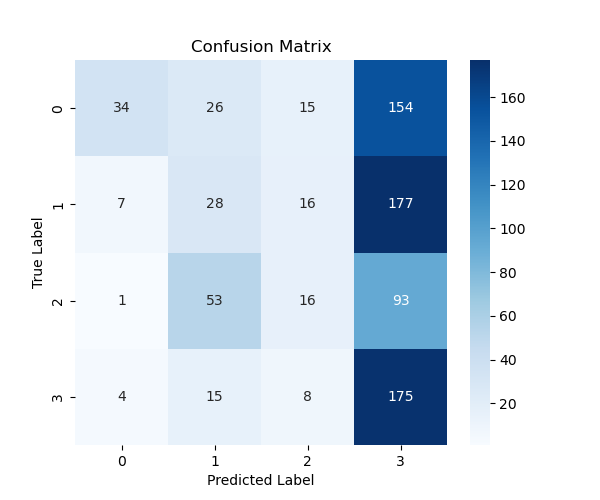 Confusion Matrix
0 34 26 15 154
1 7 28 16 177
2 1 53 16 93
3 4 15 8 175
0 1 2 3
Predicted Label
True Label
160
140
120
100
80
60
40
20